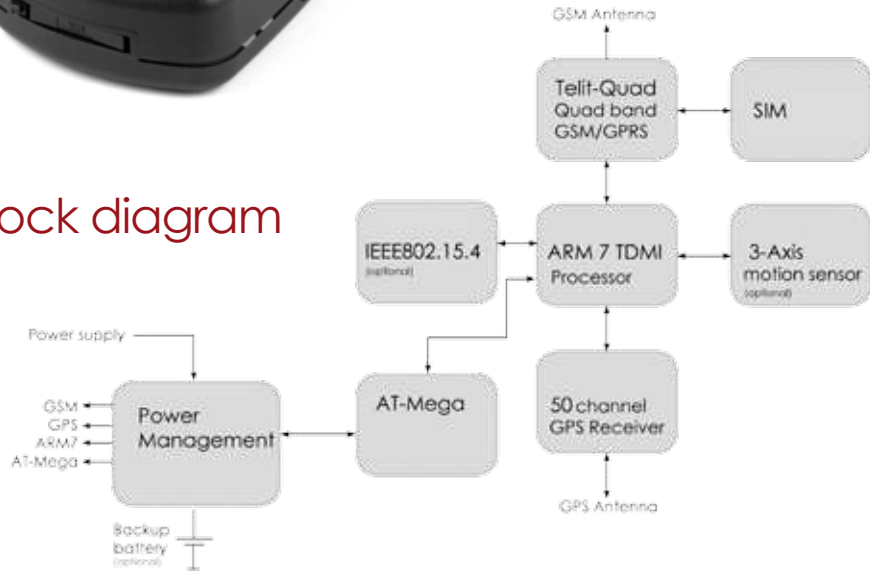 GSM Antenna
Telit-Quad
Quad band
GSM/GPRS
SIM
ock diagram
IEEE802.15.4
(optional)
ARM 7 TDMI
Processor
3-Axis
motion sensor
(optional)
Power supply
GSM
GPS
ARM7
AT-Mega
Power
Management
AT-Mega
50 channel
GPS Receiver
GPS Antenna
Backup
battery
(optional)